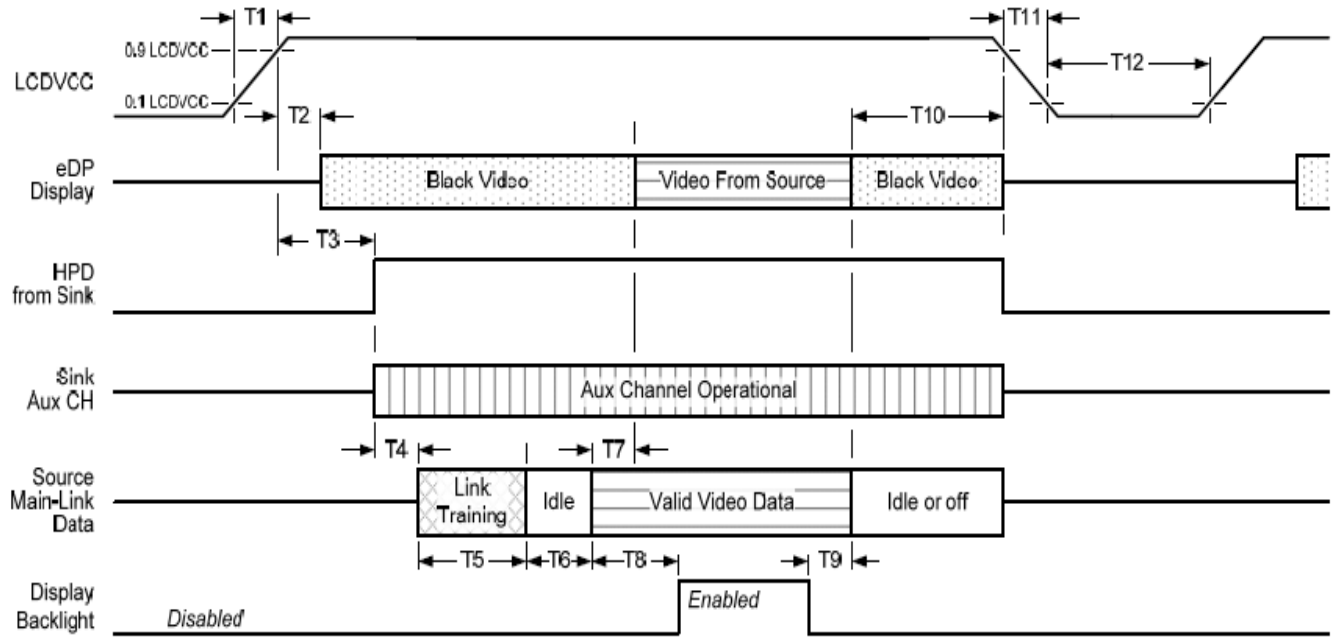 T1
T11
0.9 LCDVCC
LCDVCC
T12
0.1 LCDVCC
T2
T10
eDP
Display
Black Video
Video From Source
Black Video
T3
HPD
from Sink
Sink
Aux CH
Aux Channel Operational
T4
T7
Source
Main-Link
Data
Link
Training
Idle
Valid Video Data
Idle or off
T5
T6
T8
T9
Display
Backlight
Disabled
Enabled